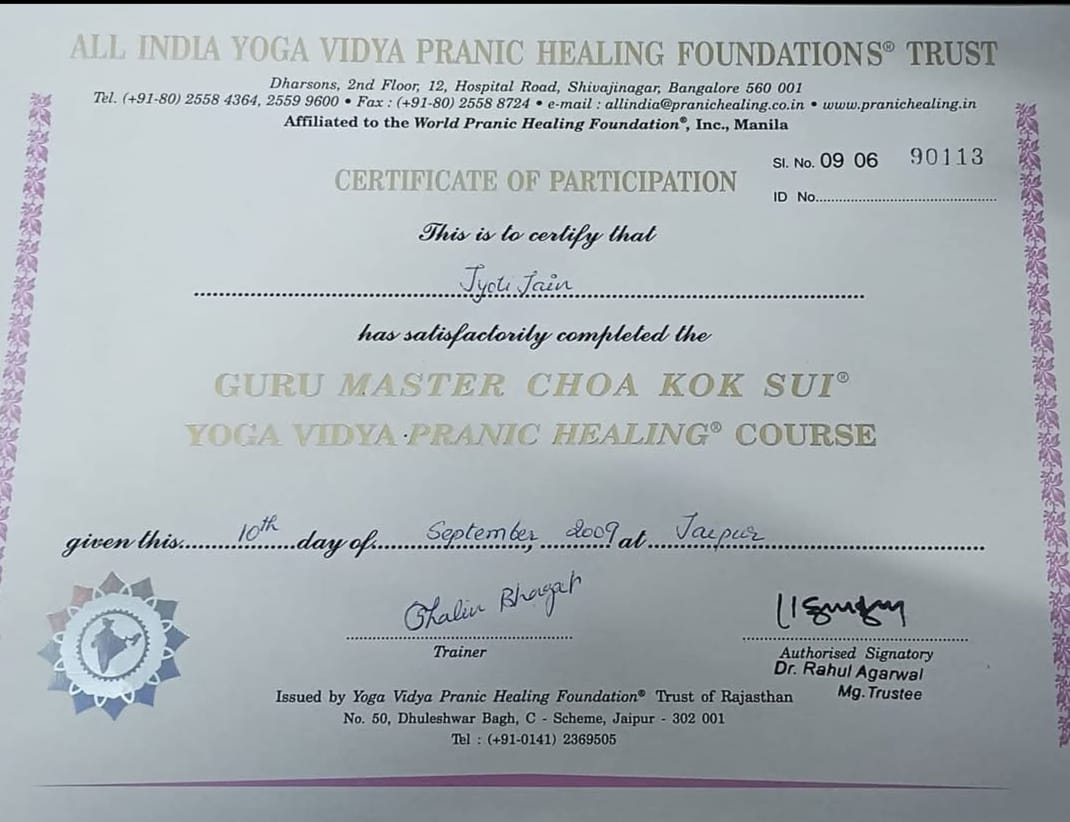 ALL INDIA YOGA VIDYA PRANIC HEALING FOUNDATIONS® TRUST
Dharsons, 2nd Floor, 12, Hospital Road, Shivajinagar, Bangalore 560 001
Tel. (+91-80) 2558 4364, 2559 9600 • Fax : (+91-80) 2558 8724 • e-mail : allindia@pranichealing.co.in • www.pranichealing.in
Affiliated to the World Pranic Healing Foundation®, Inc., Manila
Sl. No. 09 06 90113
CERTIFICATE OF PARTICIPATION
ID No.
This is to certify that
Jyoti Jain
has satisfactorily completed the
GURU MASTER CHOA KOK SUI®
YOGA VIDYA PRANIC HEALING® COURSE
given this 10th day of September, 2009 at Jaipur
Bhagat
Trainer
Authorised Signatory
Dr. Rahul Agarwal
Mg. Trustee
Issued by Yoga Vidya Pranic Healing Foundation® Trust of Rajasthan
No. 50, Dhuleshwar Bagh, C - Scheme, Jaipur - 302 001
Tel : (+91-0141) 2369505